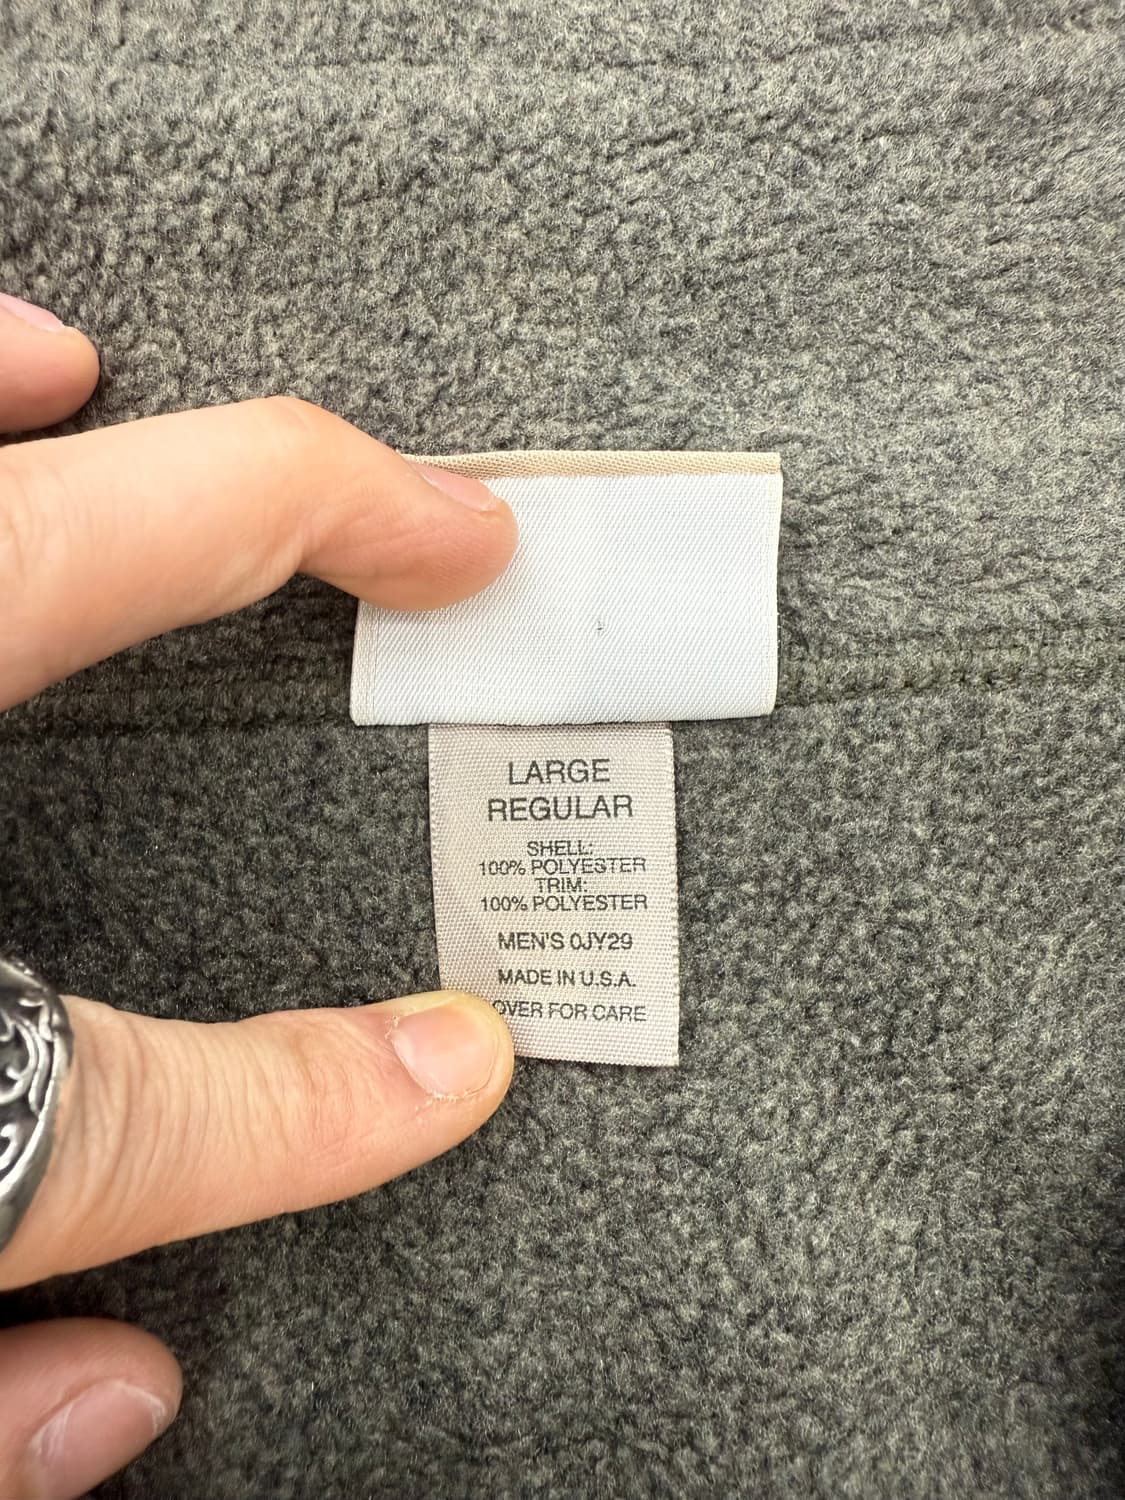 LARGE
REGULAR
SHELL:
100% POLYESTER
TRIM:
100% POLYESTER
MEN'S 0JY29
MADE IN U.S.A.
OVER FOR CARE